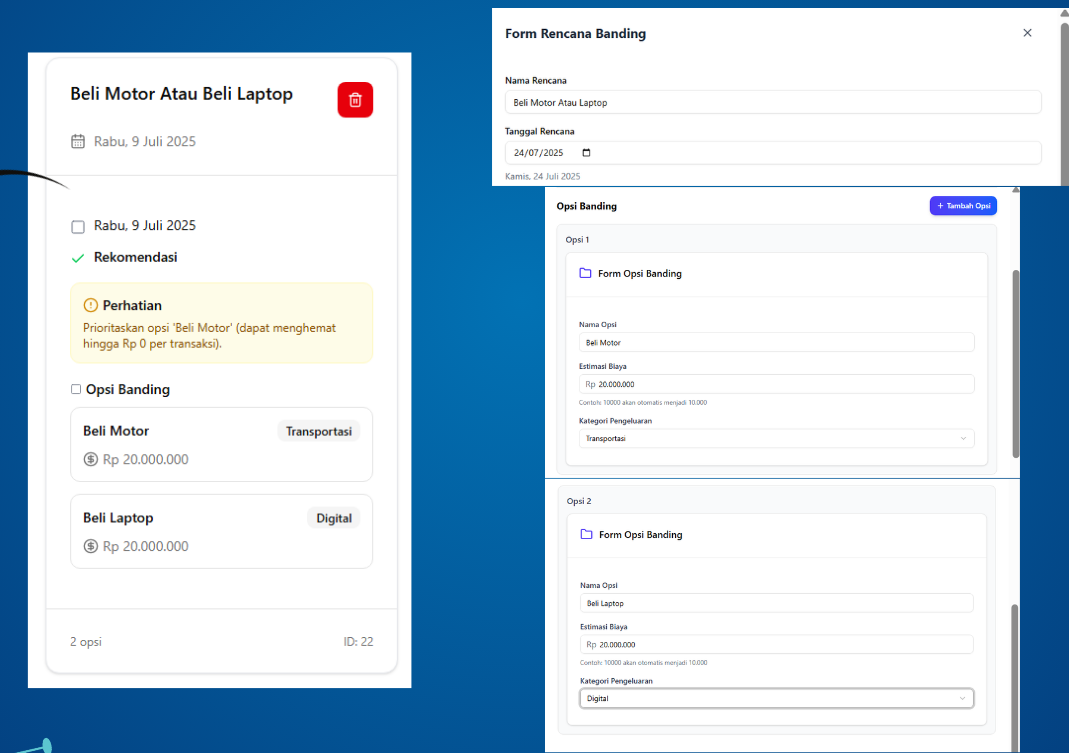 Beli Motor Atau Beli Laptop
Rabu, 9 Juli 2025
Rabu, 9 Juli 2025
Rekomendasi
Perhatian
Prioritaskan opsi 'Beli Motor' (dapat menghemat
hingga Rp 0 per transaksi).
Opsi Banding
Beli Motor
Transportasi
Rp 20.000.000
Beli Laptop
Digital
Rp 20.000.000
2 opsi
ID: 22
Form Rencana Banding
Nama Rencana
Beli Motor Atau Laptop
Tanggal Rencana
24/07/2025
Kamis, 24 Juli 2025
Opsi Banding
+ Tambah Opsi
Opsi 1
Form Opsi Banding
Nama Opsi
Beli Motor
Estimasi Biaya
Rp 20.000.000
Contoh: 10000 akan otomatis menjadi 10.000
Kategori Pengeluaran
Transportasi
Opsi 2
Form Opsi Banding
Nama Opsi
Beli Laptop
Estimasi Biaya
Rp 20.000.000
Contoh: 10000 akan otomatis menjadi 10.000
Kategori Pengeluaran
Digital